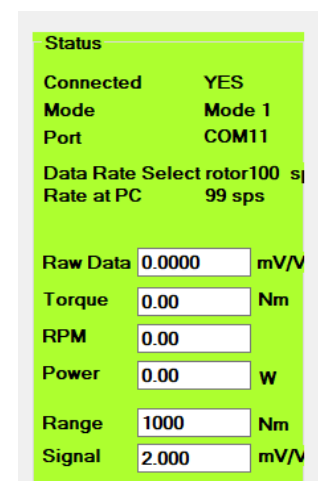 Status
Connected YES
Mode Mode 1
Port COM11
Data Rate Select rotor100 s
Rate at PC 99 sps
Raw Data 0.0000 mV/V
Torque 0.00 Nm
RPM 0.00
Power 0.00 W
Range 1000 Nm
Signal 2.000 mV/V